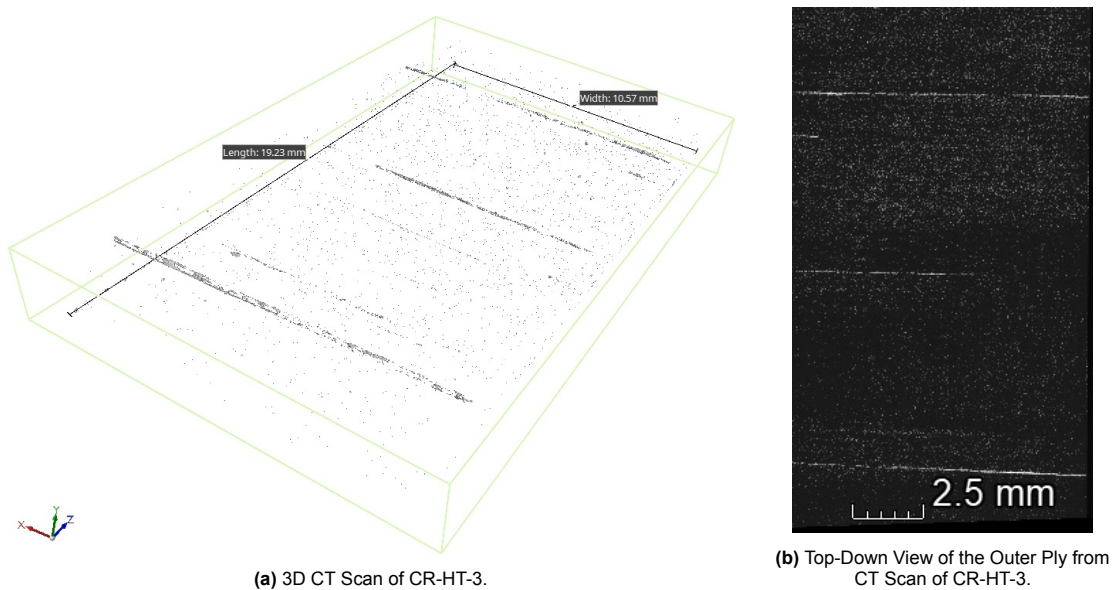 Width: 10.57 mm
Length: 19.23 mm
X
Y
Z
2.5 mm
(a) 3D CT Scan of CR-HT-3.
(b) Top-Down View of the Outer Ply from
CT Scan of CR-HT-3.